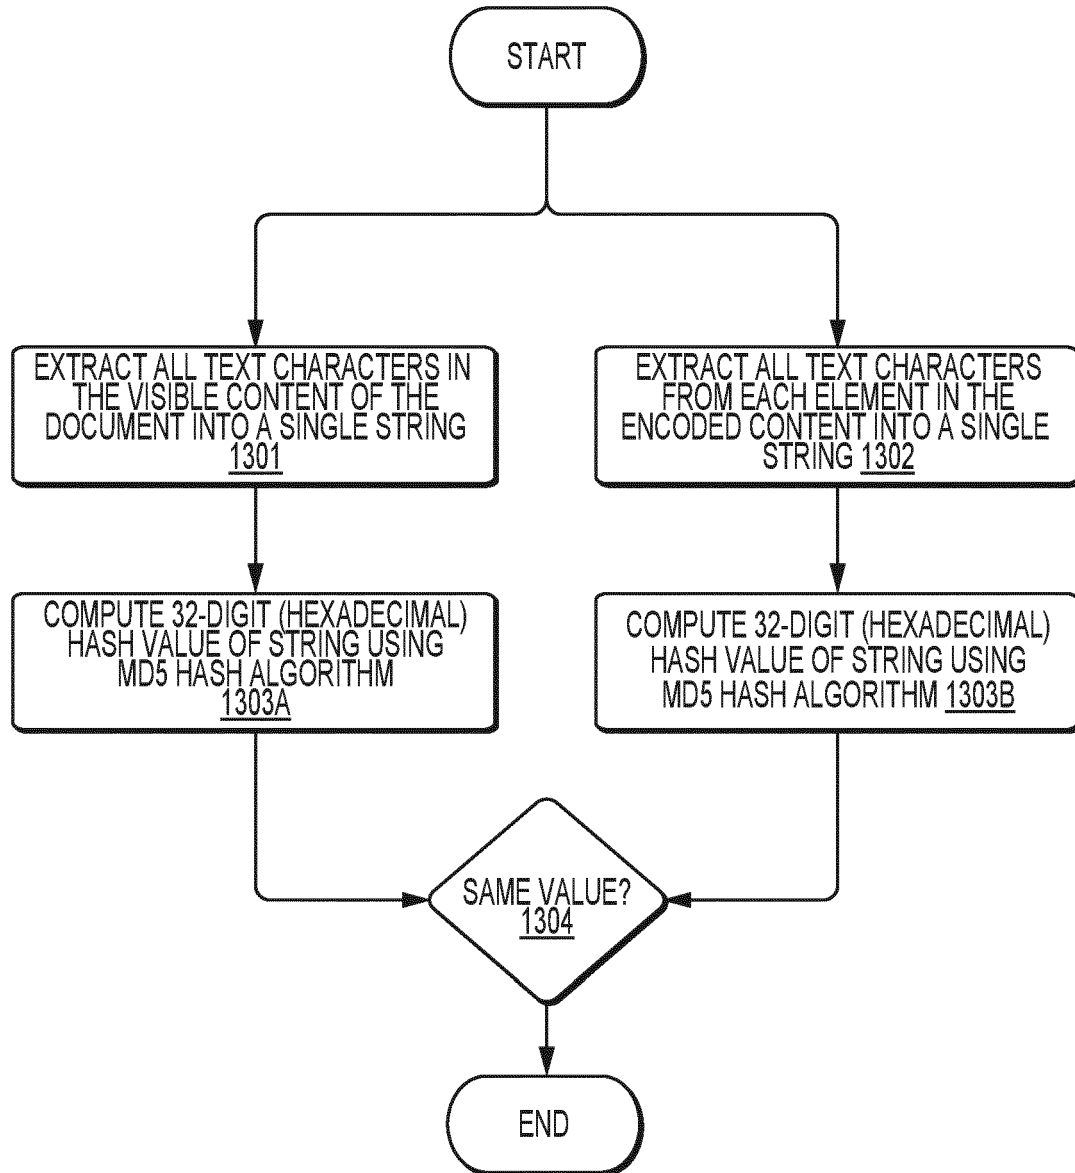 START
EXTRACT ALL TEXT CHARACTERS IN
THE VISIBLE CONTENT OF THE
DOCUMENT INTO A SINGLE STRING
1301
EXTRACT ALL TEXT CHARACTERS
FROM EACH ELEMENT IN THE
ENCODED CONTENT INTO A SINGLE
STRING 1302
COMPUTE 32-DIGIT (HEXADECIMAL)
HASH VALUE OF STRING USING
MD5 HASH ALGORITHM
1303A
COMPUTE 32-DIGIT (HEXADECIMAL)
HASH VALUE OF STRING USING
MD5 HASH ALGORITHM 1303B
SAME VALUE?
1304
END